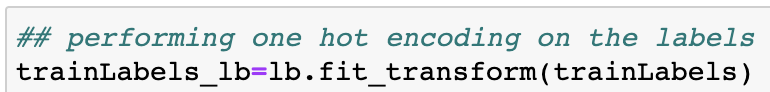 ## performing one hot encoding on the labels
trainLabels_lb=lb.fit_transform(trainLabels)